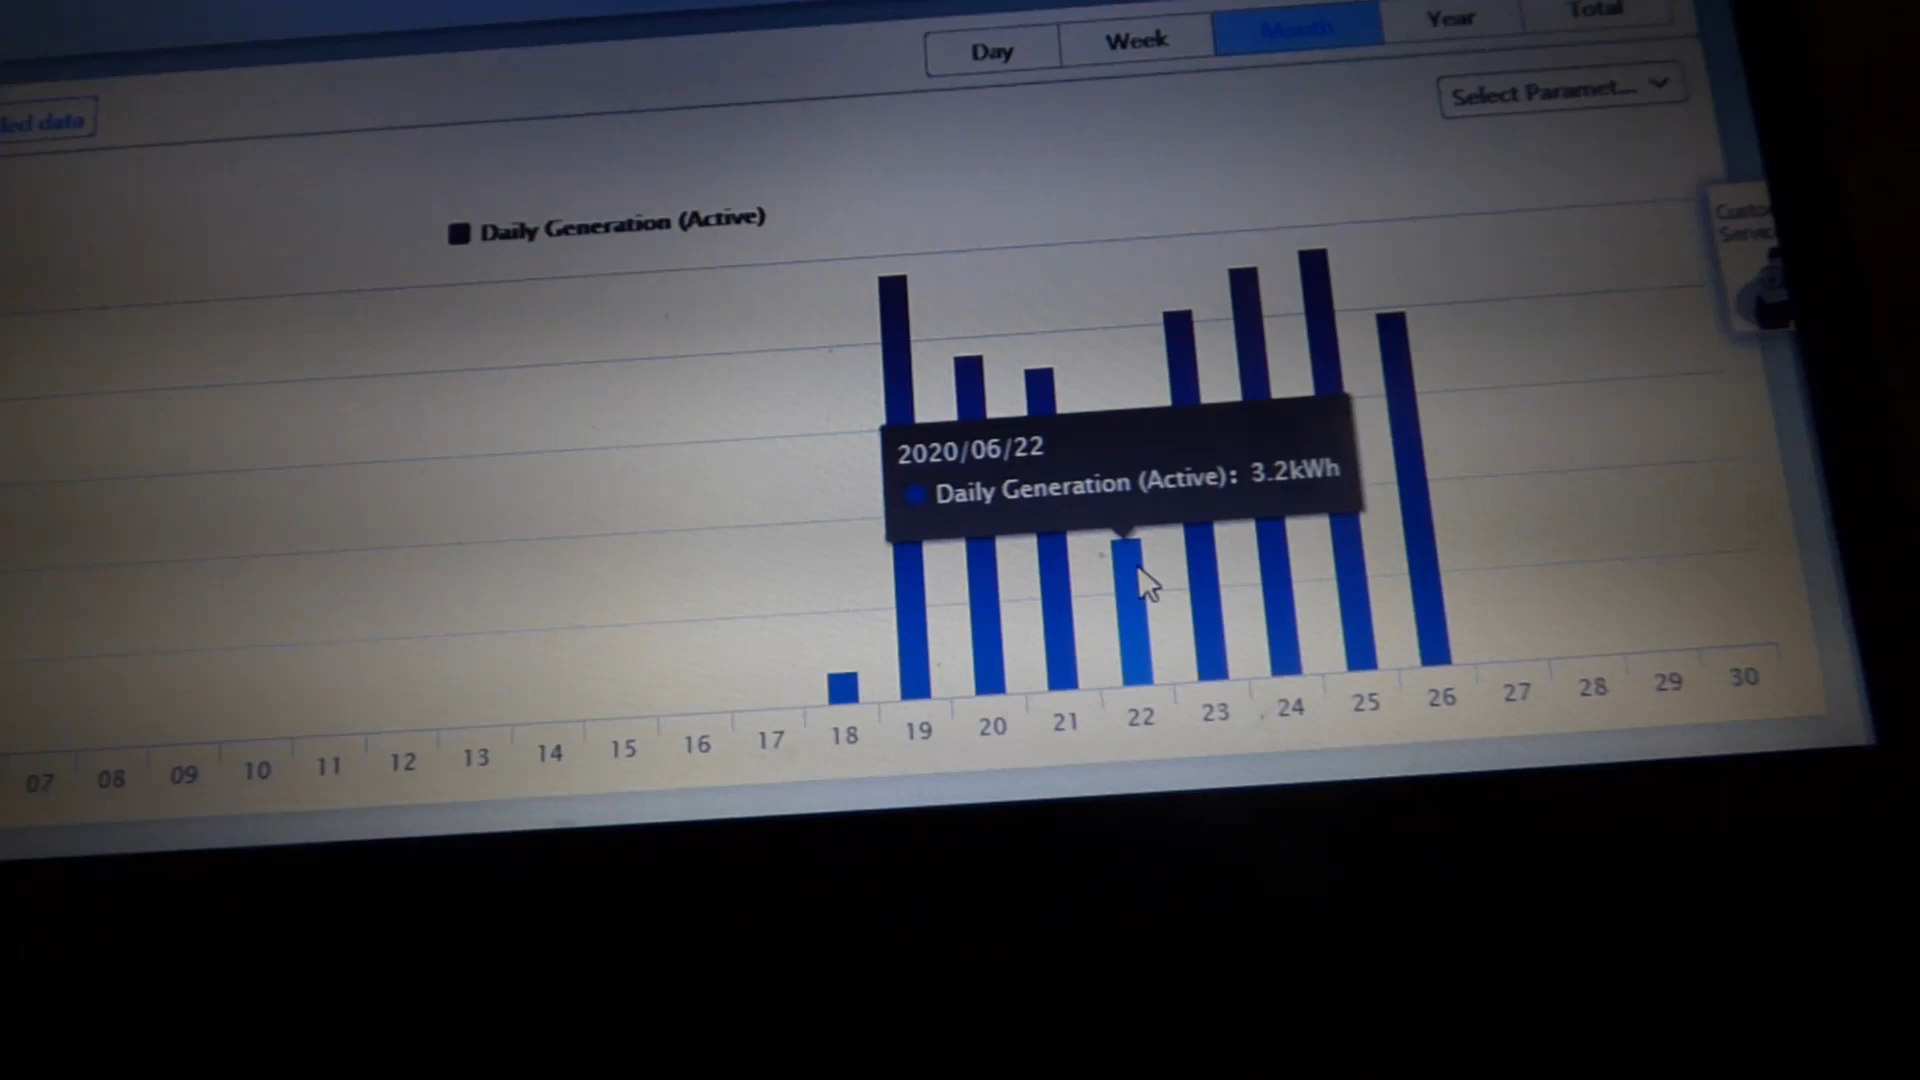 Day Week Month Year Total
led data
Select Paramet... 
Daily Generation (Active)
2020/06/22
Daily Generation (Active): 3.2kWh
07 08 09 10 11 12 13 14 15 16 17 18 19 20 21 22 23 24 25 26 27 28 29 30